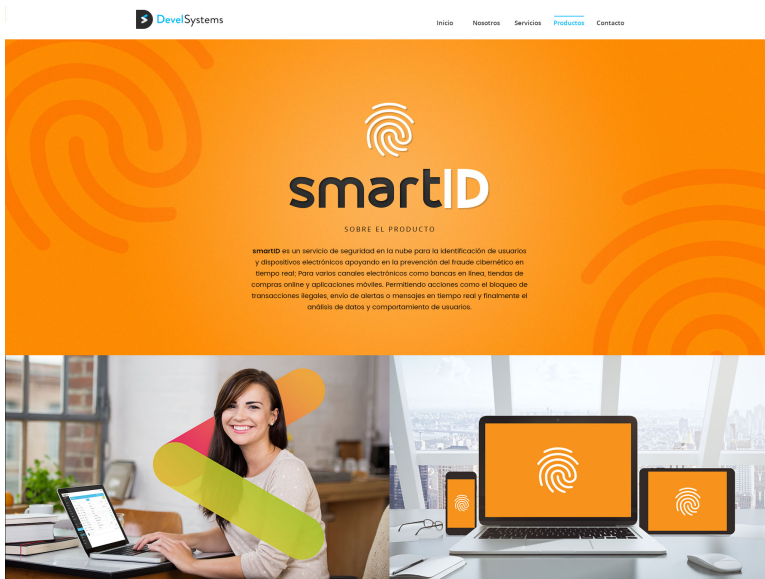 DevelSystems
Inicio Nosotros Servicios Productos Contacto
smartID
SOBRE EL PRODUCTO
smartID es un servicio de seguridad en la nube para la identificación de usuarios
y dispositivos electrónicos apoyando en la prevención del fraude cibernético en
tiempo real; Para varios canales electrónicos como bancas en línea, tiendas de
compras online y aplicaciones móviles. Permitiendo acciones como el bloqueo de
transacciones ilegales, envío de alertas o mensajes en tiempo real y finalmente el
análisis de datos y comportamiento de usuarios.